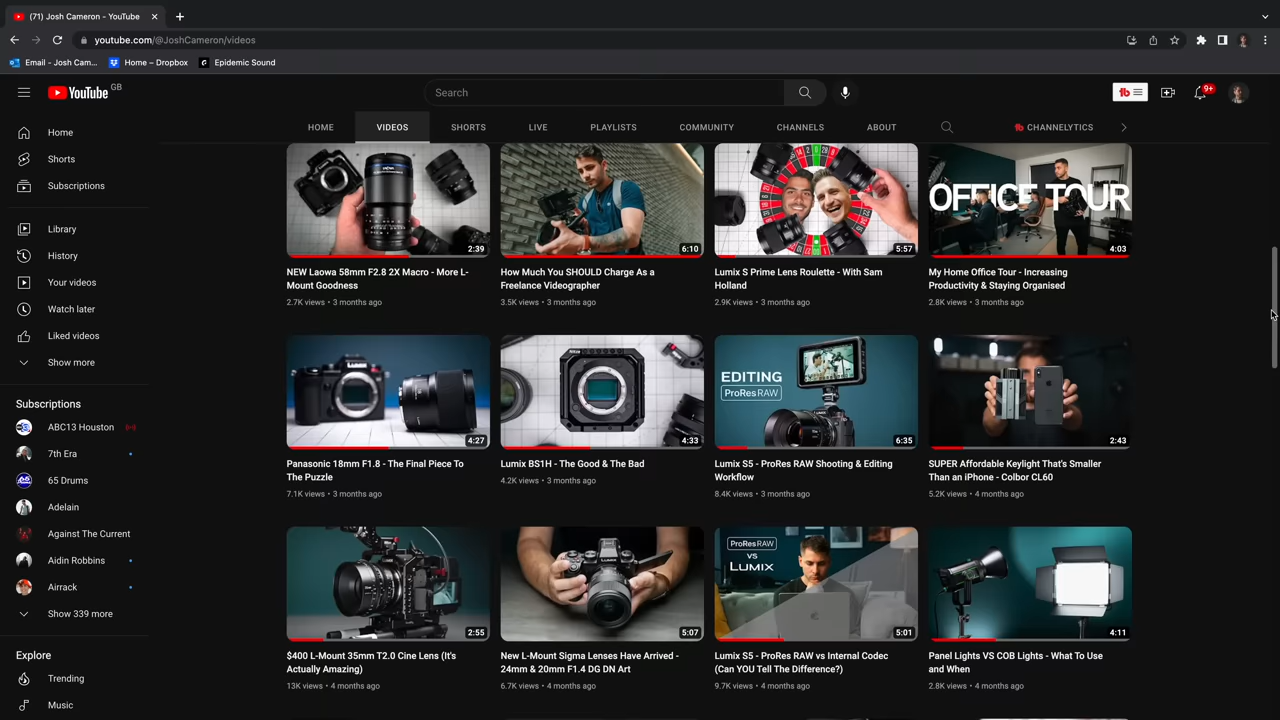 (71) Josh Cameron - YouTube
youtube.com/@JoshCameron/videos
Email - Josh Cam...
Home – Dropbox
Epidemic Sound
YouTube GB
Search
tb
9+
HOME
VIDEOS
SHORTS
LIVE
PLAYLISTS
COMMUNITY
CHANNELS
ABOUT
tb CHANNELYTICS
Home
Shorts
Subscriptions
Library
History
Your videos
Watch later
Liked videos
Show more
Subscriptions
ABC13 Houston
7th Era
65 Drums
Adelain
Against The Current
Aidin Robbins
Airrack
Show 339 more
Explore
Trending
Music
2:39
NEW Laowa 58mm F2.8 2X Macro - More L-
Mount Goodness
2.7K views • 3 months ago
6:10
How Much You SHOULD Charge As a
Freelance Videographer
3.5K views • 3 months ago
5:57
Lumix S Prime Lens Roulette - With Sam
Holland
2.9K views • 3 months ago
OFFICE TOUR
4:03
My Home Office Tour - Increasing
Productivity & Staying Organised
2.8K views • 3 months ago
LUMIX
4:27
Panasonic 18mm F1.8 - The Final Piece To
The Puzzle
7.1K views • 3 months ago
4:33
Lumix BS1H - The Good & The Bad
4.2K views • 3 months ago
EDITING
ProRes RAW
6:35
Lumix S5 - ProRes RAW Shooting & Editing
Workflow
8.4K views • 3 months ago
2:43
SUPER Affordable Keylight That's Smaller
Than an iPhone - Colbor CL60
5.2K views • 4 months ago
2:55
$400 L-Mount 35mm T2.0 Cine Lens (It's
Actually Amazing)
13K views • 4 months ago
5:07
New L-Mount Sigma Lenses Have Arrived -
24mm & 20mm F1.4 DG DN Art
6.7K views • 4 months ago
ProRes RAW
VS
LUMIX
5:01
Lumix S5 - ProRes RAW vs Internal Codec
(Can YOU Tell The Difference?)
9.7K views • 4 months ago
4:11
Panel Lights VS COB Lights - What To Use
and When
2.8K views • 4 months ago